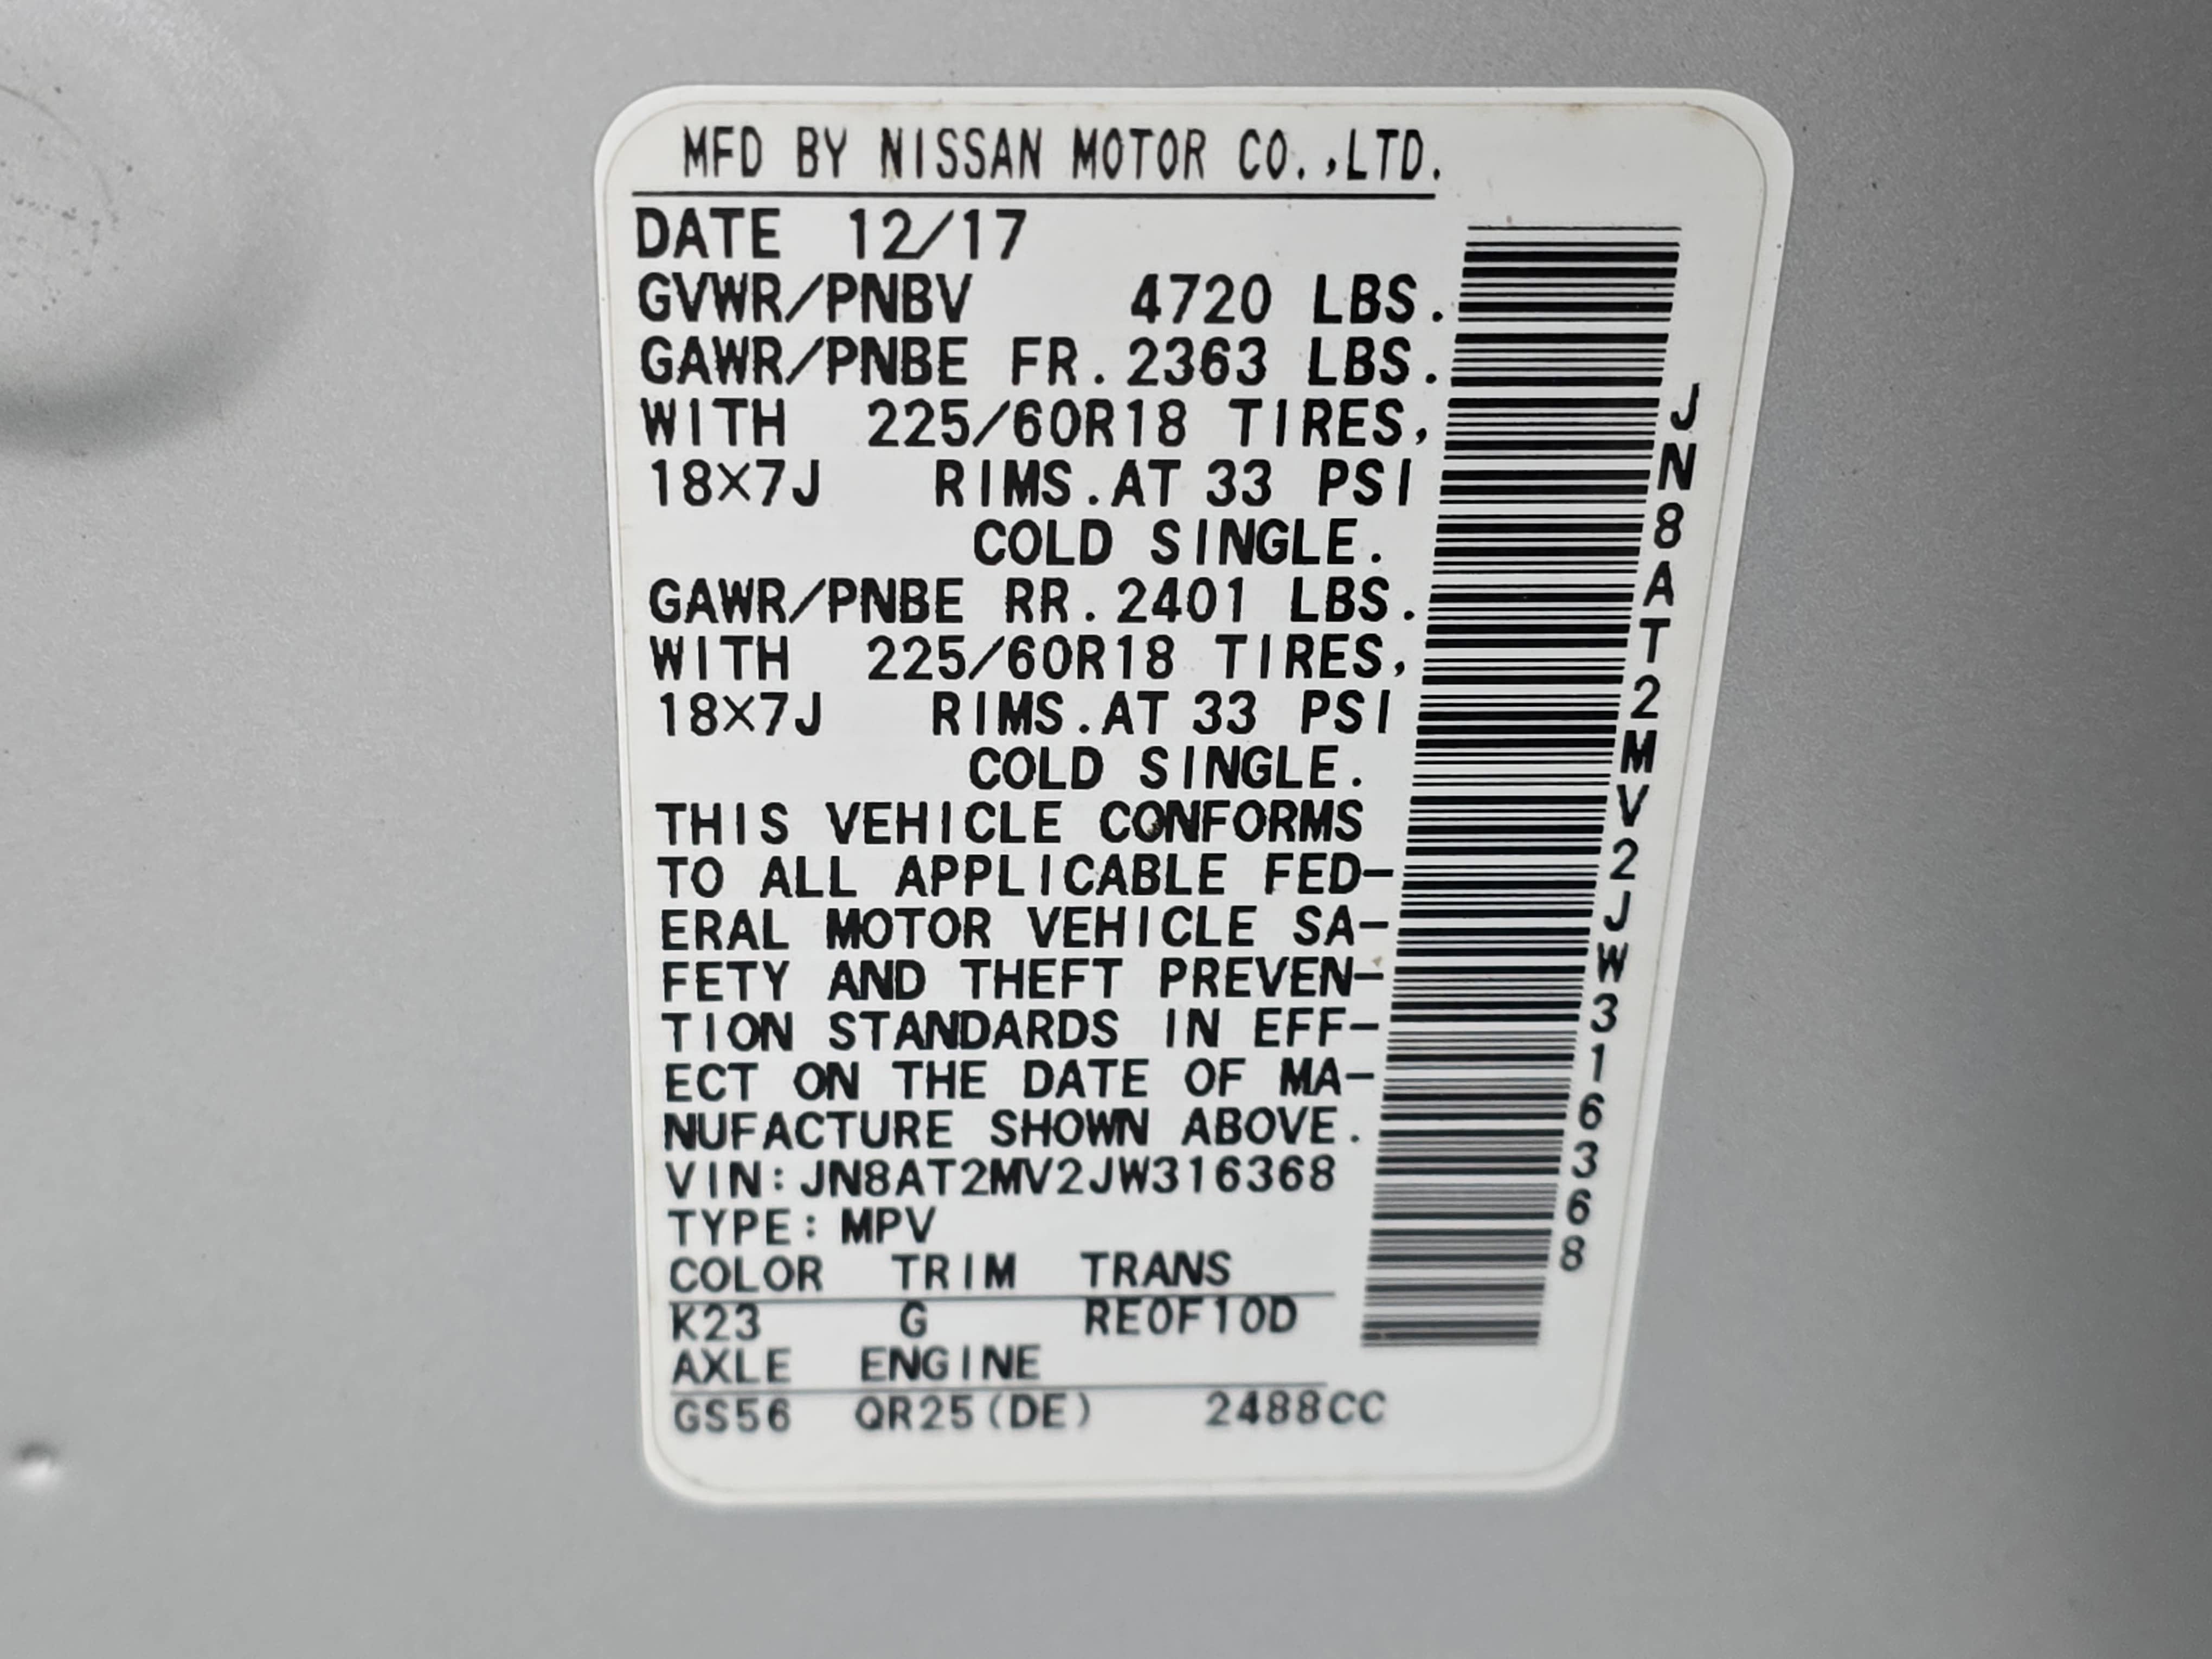 MFD BY NISSAN MOTOR CO.,LTD.
DATE 12/17
GVWR/PNBV 4720 LBS.
GAWR/PNBE FR.2363 LBS.
WITH 225/60R18 TIRES,
18×7J RIMS.AT 33 PSI
COLD SINGLE.
GAWR/PNBE RR.2401 LBS.
WITH 225/60R18 TIRES,
18×7J RIMS.AT 33 PSI
COLD SINGLE.
THIS VEHICLE CONFORMS
TO ALL APPLICABLE FED-
ERAL MOTOR VEHICLE SA-
FETY AND THEFT PREVEN-
TION STANDARDS IN EFF-
ECT ON THE DATE OF MA-
NUFACTURE SHOWN ABOVE.
VIN:JN8AT2MV2JW316368
TYPE:MPV
COLOR TRIM TRANS
K23 G RE0F10D
AXLE ENGINE
GS56 QR25(DE) 2488CC
JN8AT2MV2JW316368